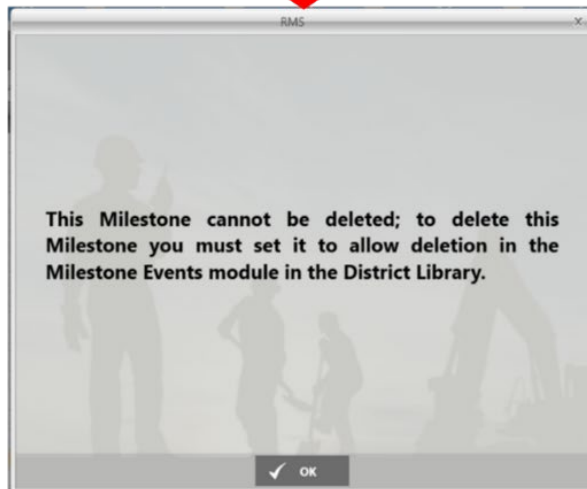 RMS
This Milestone cannot be deleted; to delete this
Milestone you must set it to allow deletion in the
Milestone Events module in the District Library.
OK